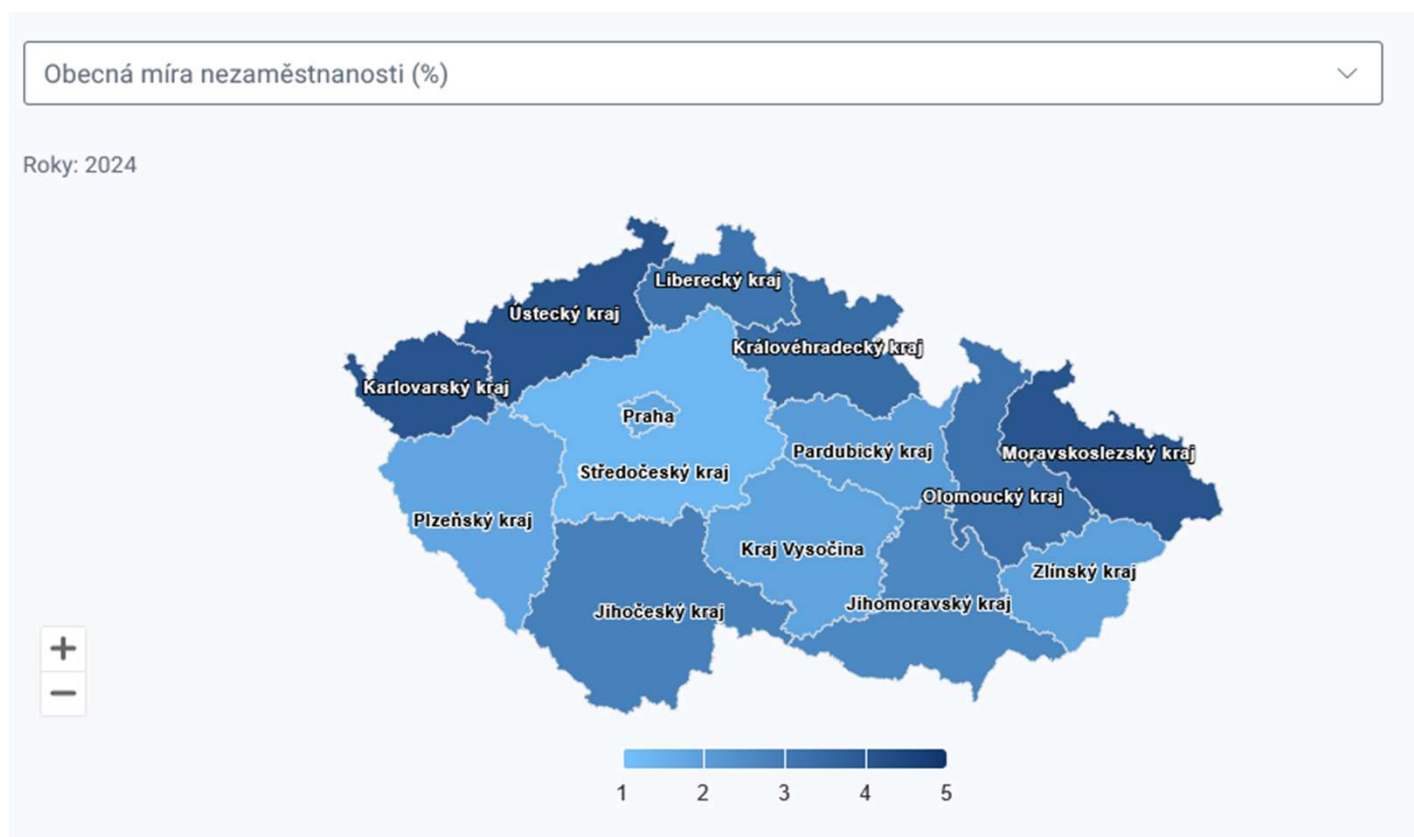 Obecná míra nezaměstnanosti (%)
Roky: 2024
Liberecký kraj
Ústecký kraj
Královéhradecký kraj
Karlovarský kraj
Praha
Pardubický kraj
Moravskoslezský kraj
Středočeský kraj
Olomoucký kraj
Plzeňský kraj
Kraj Vysočina
Zlínský kraj
Jihomoravský kraj
Jihočeský kraj
+
−
1 2 3 4 5